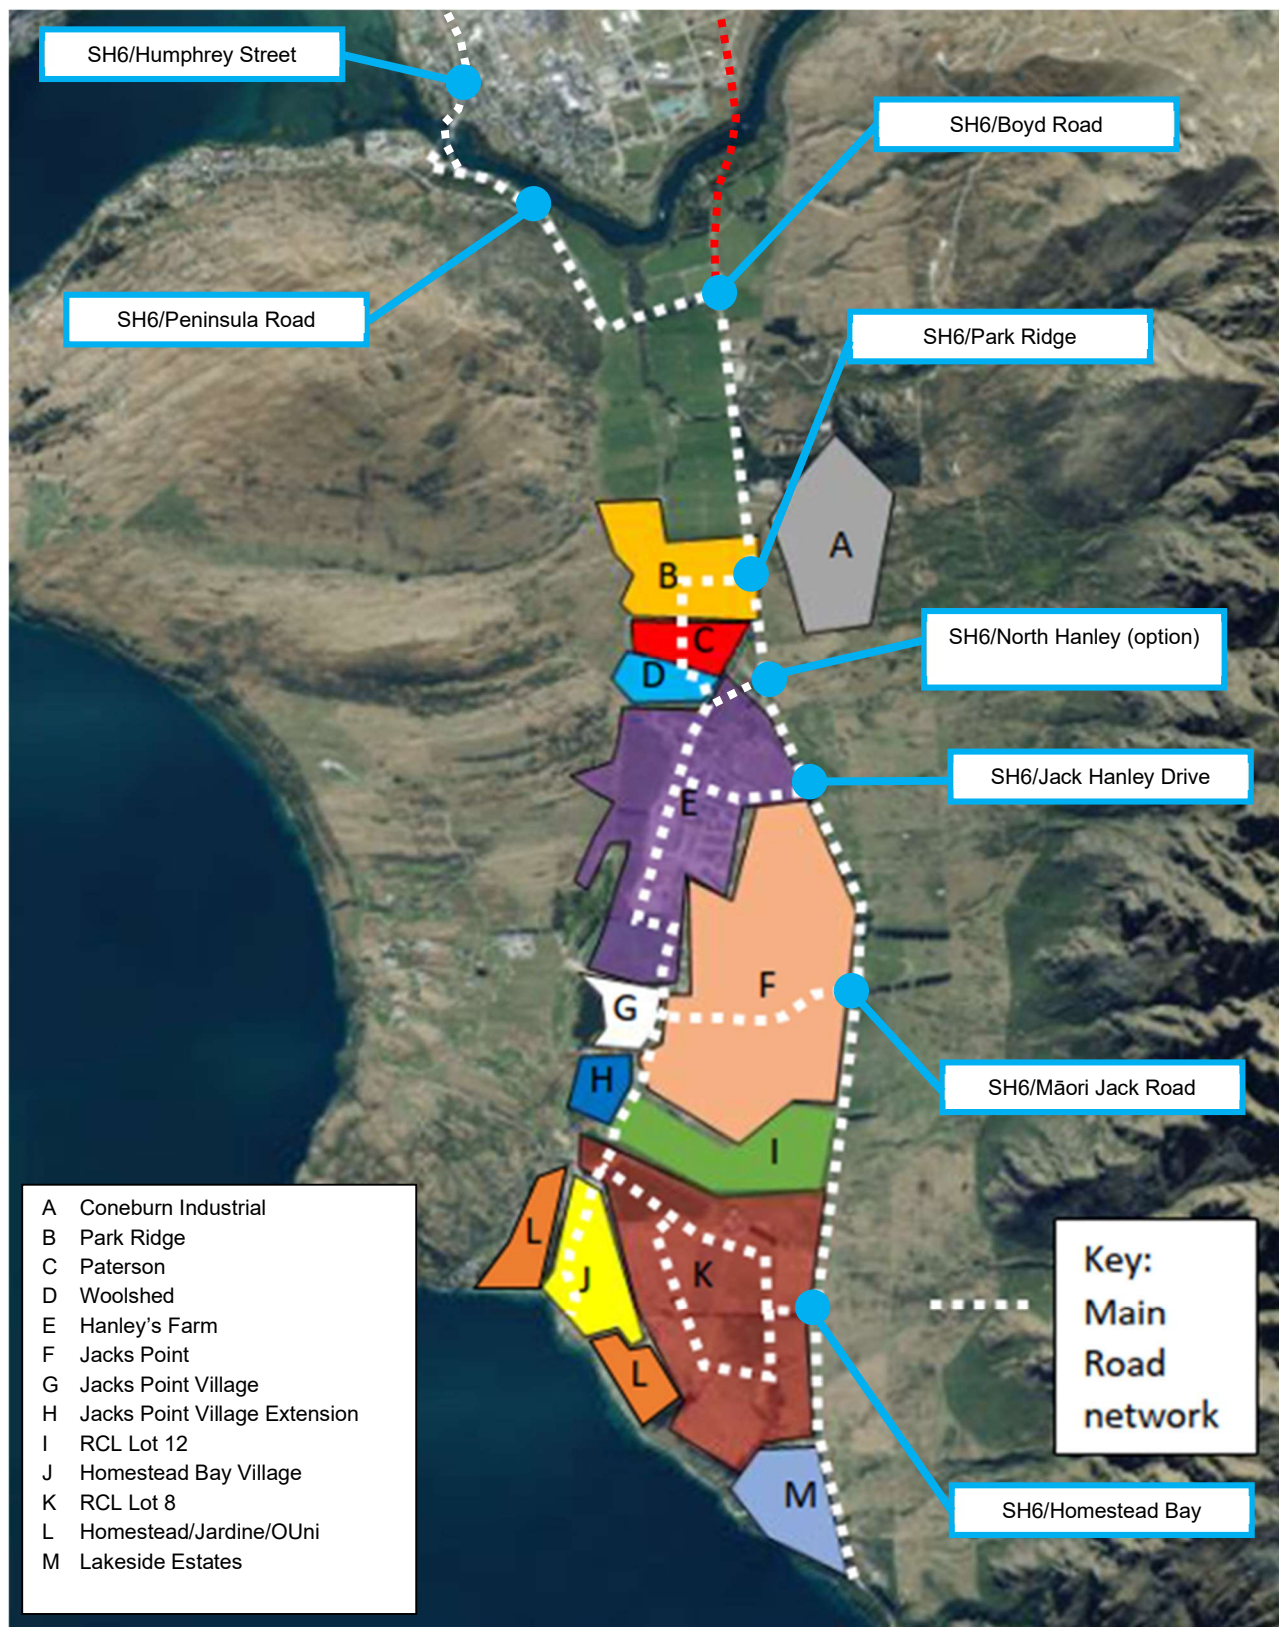 SH6/Humphrey Street
SH6/Boyd Road
SH6/Peninsula Road
SH6/Park Ridge
A
B
C
SH6/North Hanley (option)
D
SH6/Jack Hanley Drive
E
F
G
H
SH6/Māori Jack Road
I
L
J
K
L
M
A Coneburn Industrial
B Park Ridge
C Paterson
D Woolshed
E Hanley’s Farm
F Jacks Point
G Jacks Point Village
H Jacks Point Village Extension
I RCL Lot 12
J Homestead Bay Village
K RCL Lot 8
L Homestead/Jardine/OUni
M Lakeside Estates
Key:
Main
Road
network
SH6/Homestead Bay